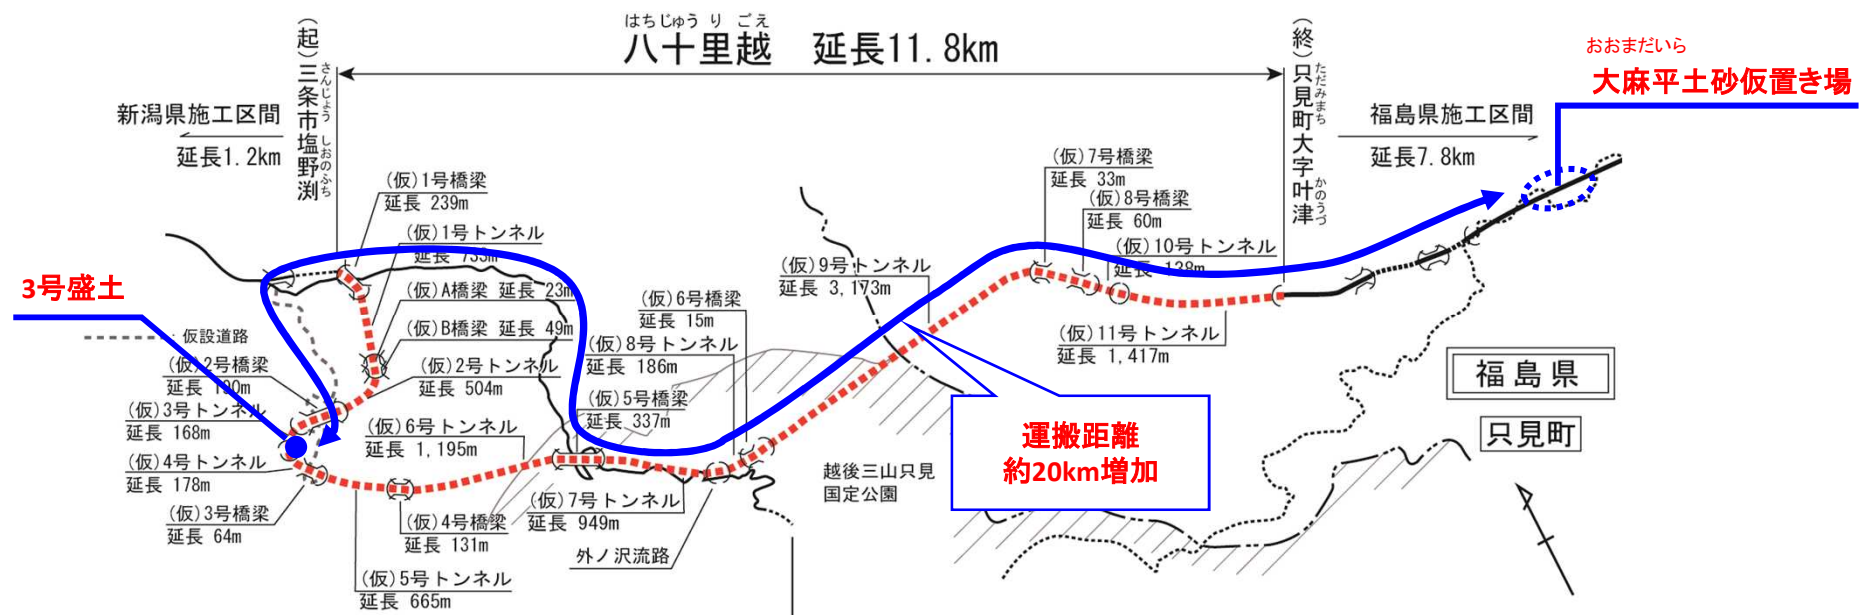 はちじゅう り ごえ
八十里越 延長11.8km
(起)三条市塩野渕
さんじょう しおのふち
(終)只見町大字叶津
ただみまち かのうづ
おおまだいら
大麻平土砂仮置き場
新潟県施工区間
延長1.2km
福島県施工区間
延長7.8km
(仮)1号橋梁
延長 239m
(仮)1号トンネル
延長 733m
(仮)A橋梁 延長 23m
(仮)B橋梁 延長 49m
3号盛土
仮設道路
(仮)2号橋梁
延長 190m
(仮)2号トンネル
延長 504m
(仮)3号トンネル
延長 168m
(仮)4号トンネル
延長 178m
(仮)3号橋梁
延長 64m
(仮)6号トンネル
延長 1,195m
(仮)4号橋梁
延長 131m
(仮)5号トンネル
延長 665m
(仮)5号橋梁
延長 337m
(仮)7号トンネル
延長 949m
外ノ沢流路
(仮)6号橋梁
延長 15m
(仮)8号トンネル
延長 186m
(仮)9号トンネル
延長 3,173m
(仮)7号橋梁
延長 33m
(仮)8号橋梁
延長 60m
(仮)10号トンネル
延長 138m
(仮)11号トンネル
延長 1,417m
運搬距離
約20km増加
越後三山只見
国定公園
福島県
只見町